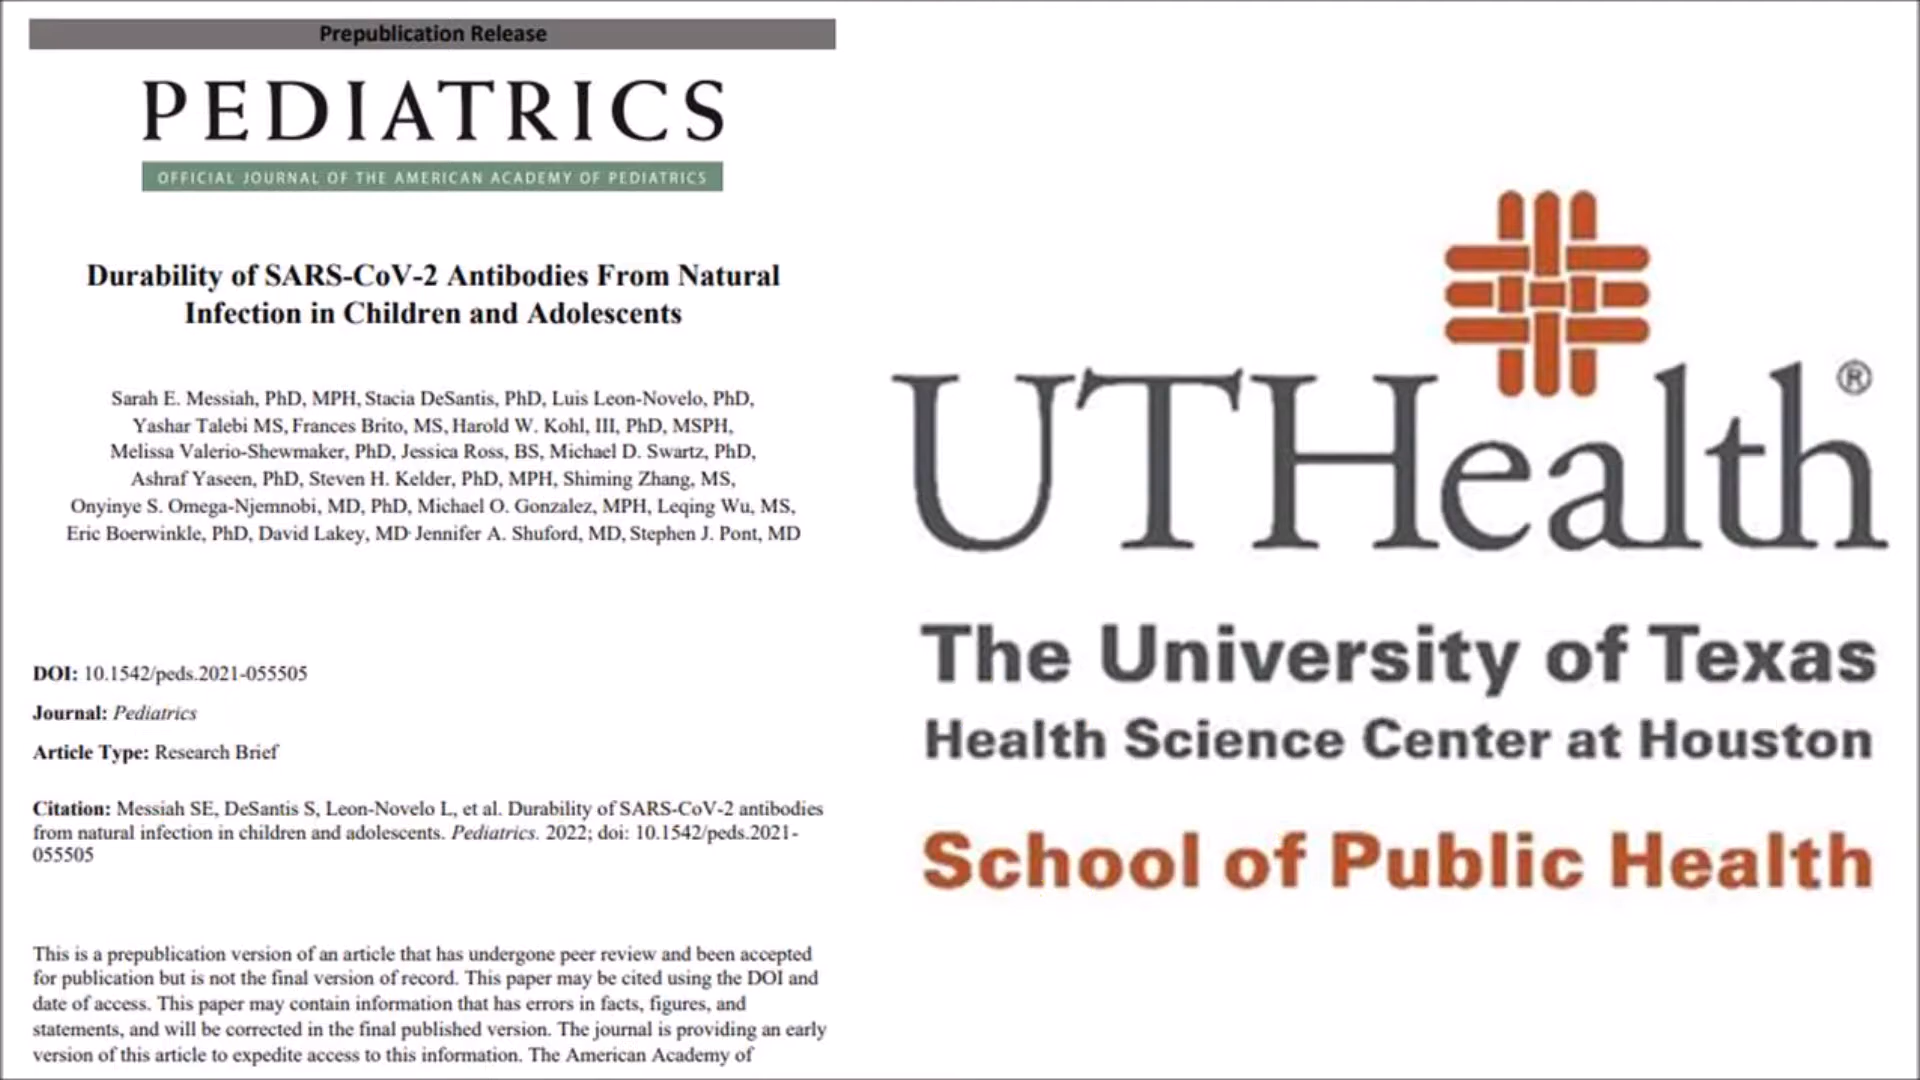 Prepublication Release
PEDIATRICS
OFFICIAL JOURNAL OF THE AMERICAN ACADEMY OF PEDIATRICS
Durability of SARS-CoV-2 Antibodies From Natural
Infection in Children and Adolescents
Sarah E. Messiah, PhD, MPH, Stacia DeSantis, PhD, Luis Leon-Novelo, PhD,
Yashar Talebi MS, Frances Brito, MS, Harold W. Kohl, III, PhD, MSPH,
Melissa Valerio-Shewmaker, PhD, Jessica Ross, BS, Michael D. Swartz, PhD,
Ashraf Yaseen, PhD, Steven H. Kelder, PhD, MPH, Shiming Zhang, MS,
Onyinye S. Omega-Njemnobi, MD, PhD, Michael O. Gonzalez, MPH, Leqing Wu, MS,
Eric Boerwinkle, PhD, David Lakey, MD, Jennifer A. Shuford, MD, Stephen J. Pont, MD
DOI: 10.1542/peds.2021-055505
Journal: Pediatrics
Article Type: Research Brief
Citation: Messiah SE, DeSantis S, Leon-Novelo L, et al. Durability of SARS-CoV-2 antibodies
from natural infection in children and adolescents. Pediatrics. 2022; doi: 10.1542/peds.2021-
055505
This is a prepublication version of an article that has undergone peer review and been accepted
for publication but is not the final version of record. This paper may be cited using the DOI and
date of access. This paper may contain information that has errors in facts, figures, and
statements, and will be corrected in the final published version. The journal is providing an early
version of this article to expedite access to this information. The American Academy of
UTHealth®
The University of Texas
Health Science Center at Houston
School of Public Health